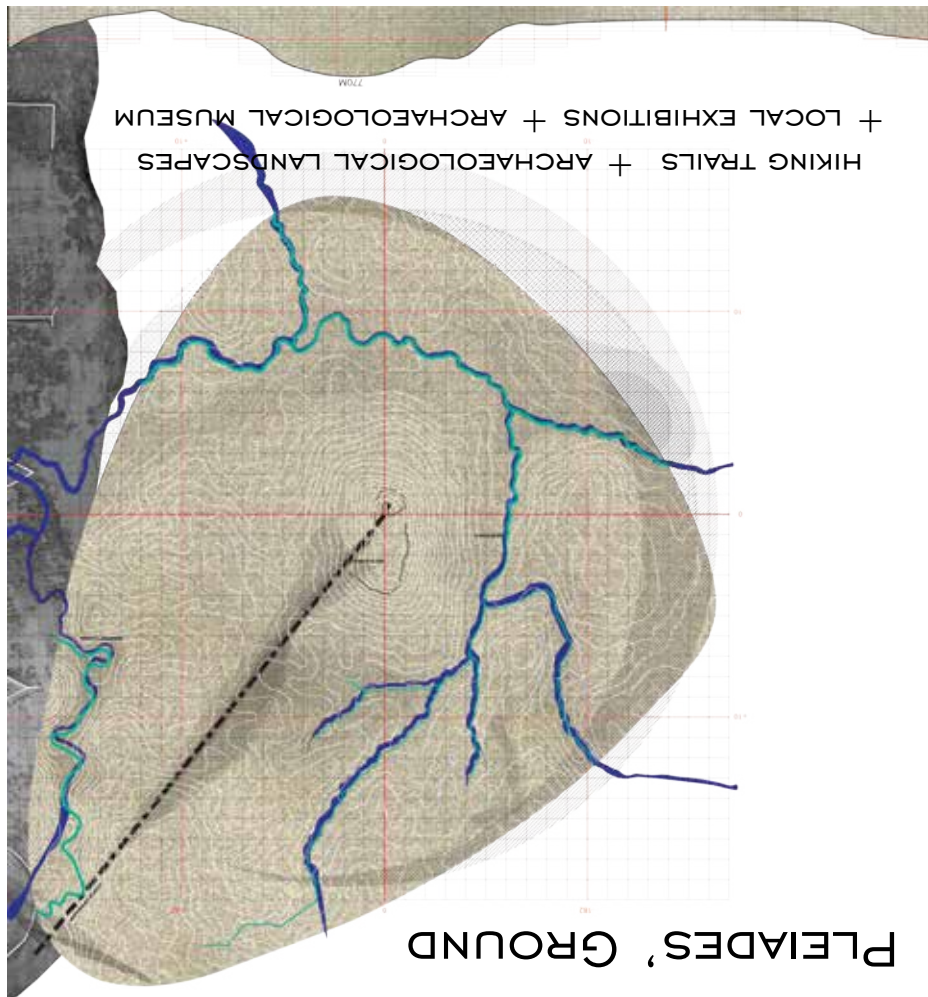 PLEIADES' GROUND
HIKING TRAILS + ARCHAEOLOGICAL LANDSCAPES
+ LOCAL EXHIBITIONS + ARCHAEOLOGICAL MUSEUM
770M